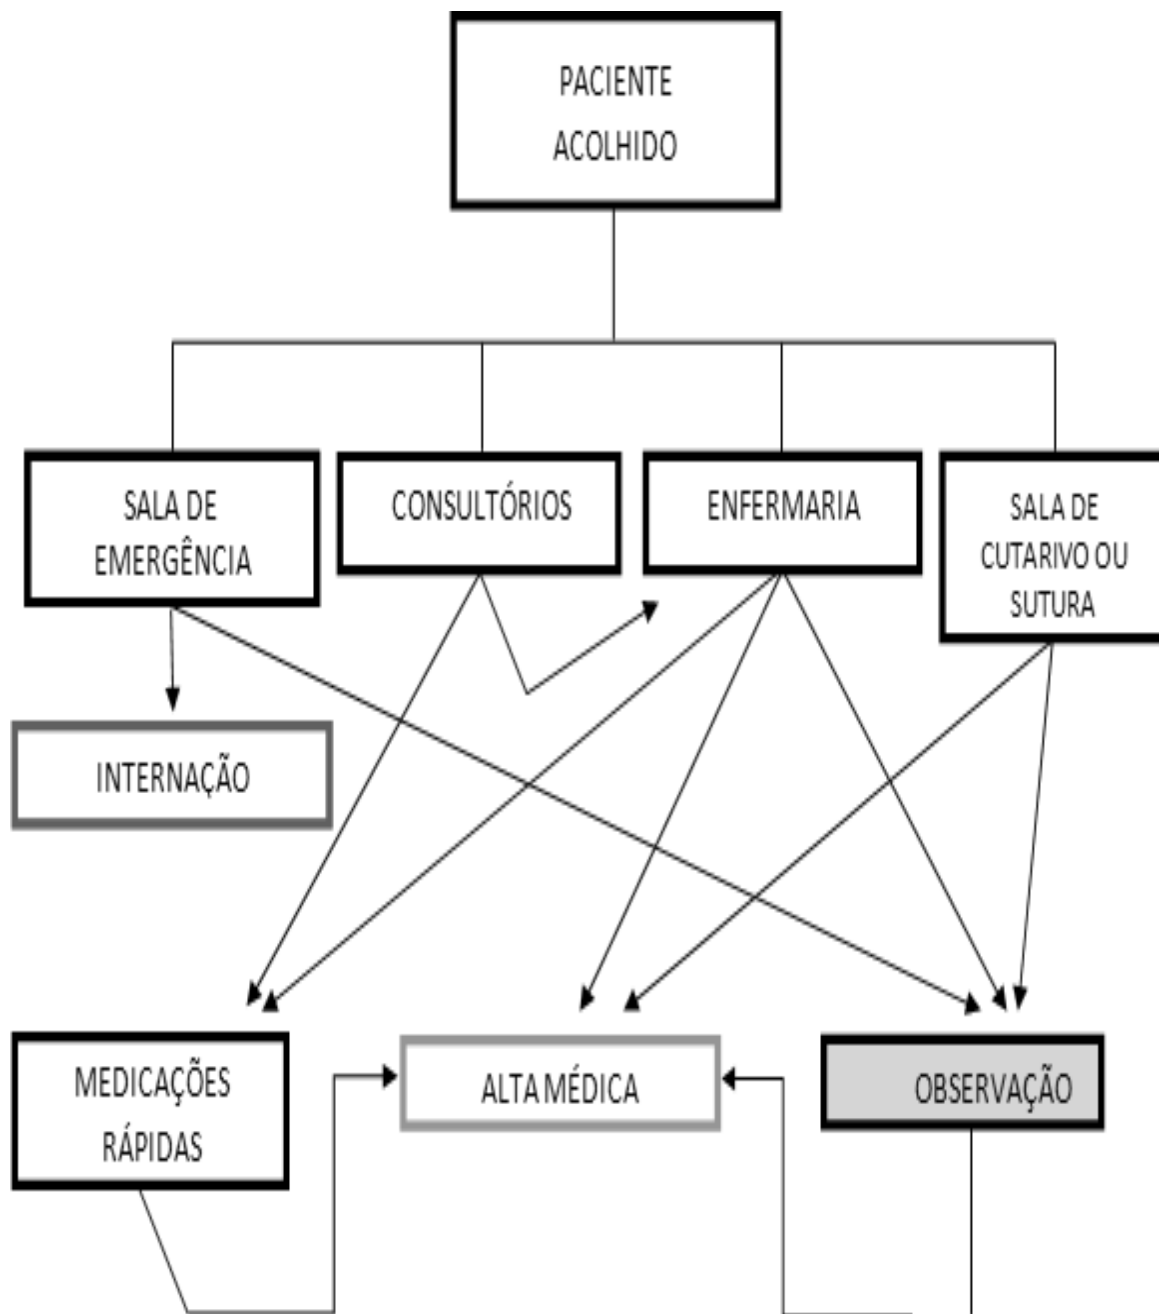 PACIENTE
ACOLHIDO
SALA DE
EMERGÊNCIA
CONSULTÓRIOS
ENFERMARIA
SALA DE
CUTARIVO OU
SUTURA
INTERNAÇÃO
MEDICAÇÕES
RÁPIDAS
ALTA MÉDICA
OBSERVAÇÃO